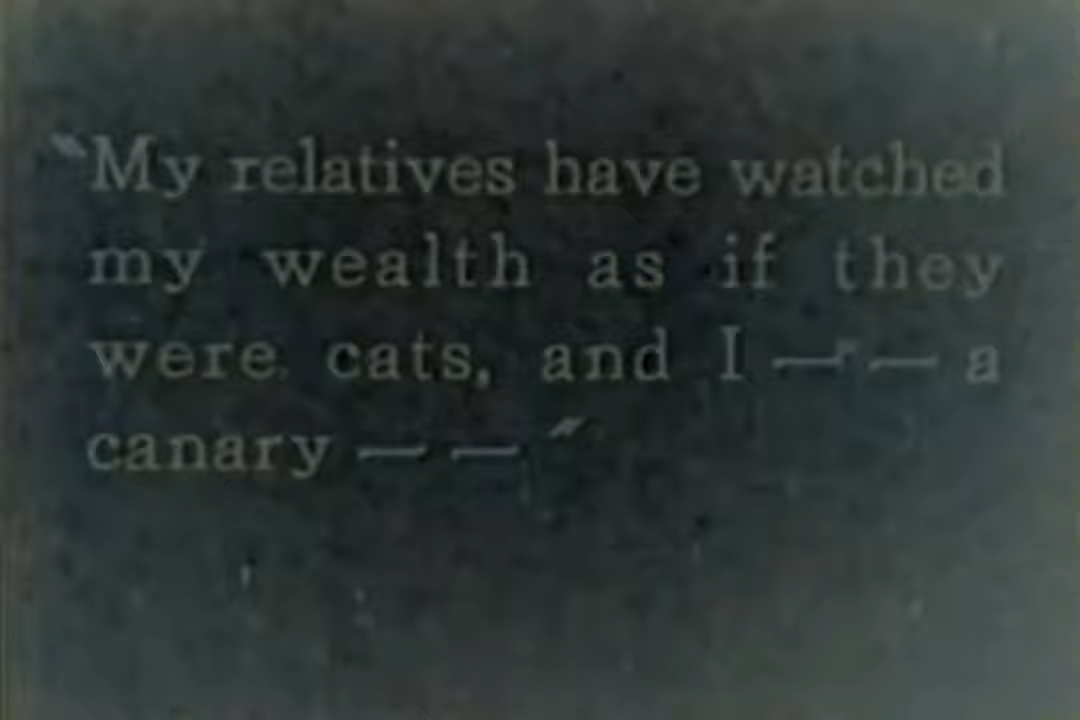 "My relatives have watched
my wealth as if they
were cats, and I — — a
canary — — "